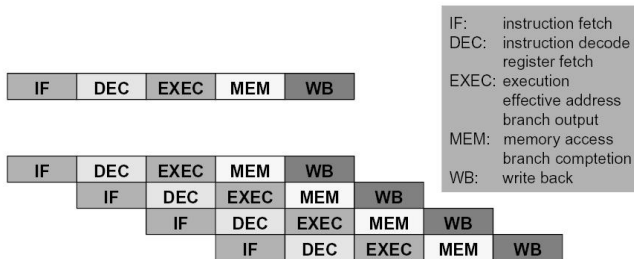 IF: instruction fetch
DEC: instruction decode
register fetch
EXEC: execution
effective address
branch output
MEM: memory access
branch comptetion
WB: write back
IF DEC EXEC MEM WB
IF DEC EXEC MEM WB
IF DEC EXEC MEM WB
IF DEC EXEC MEM WB
IF DEC EXEC MEM WB